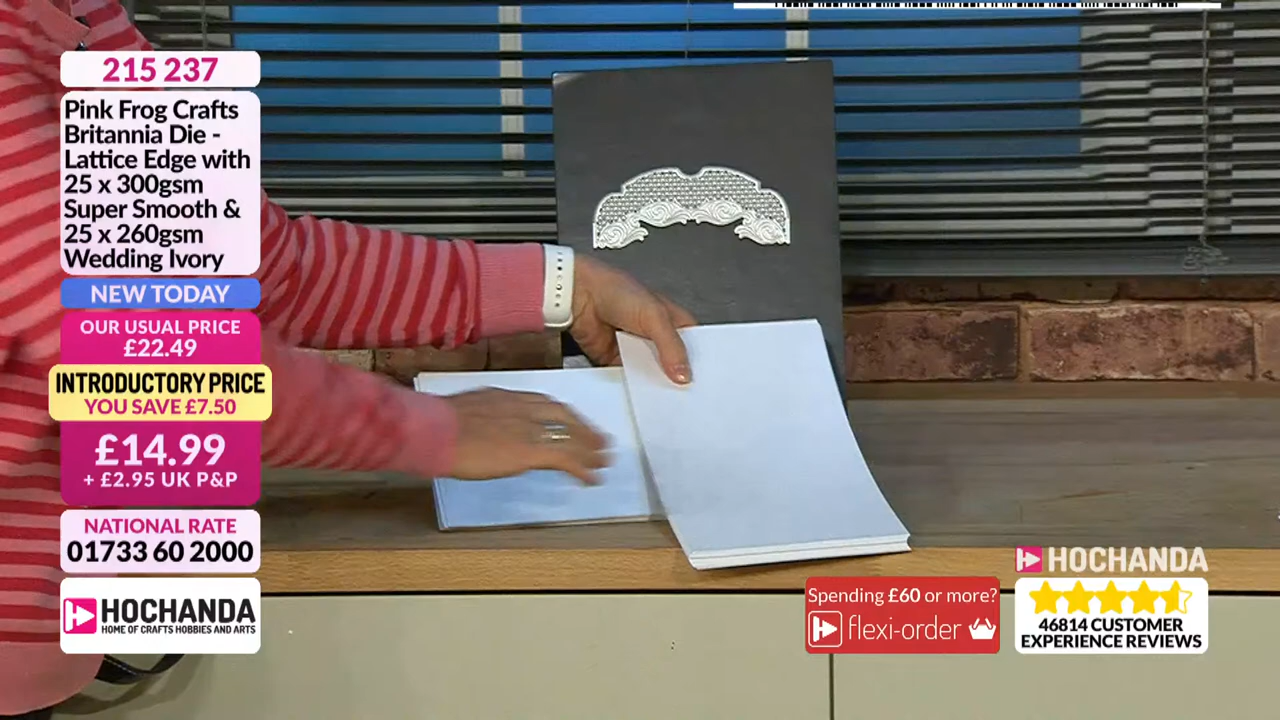 215 237
Pink Frog Crafts
Britannia Die -
Lattice Edge with
25 x 300gsm
Super Smooth &
25 x 260gsm
Wedding Ivory
NEW TODAY
OUR USUAL PRICE
£22.49
INTRODUCTORY PRICE
YOU SAVE £7.50
£14.99
+ £2.95 UK P&P
NATIONAL RATE
01733 60 2000
HOCHANDA
HOME OF CRAFTS HOBBIES AND ARTS
Spending £60 or more?
flexi-order
HOCHANDA
46814 CUSTOMER
EXPERIENCE REVIEWS